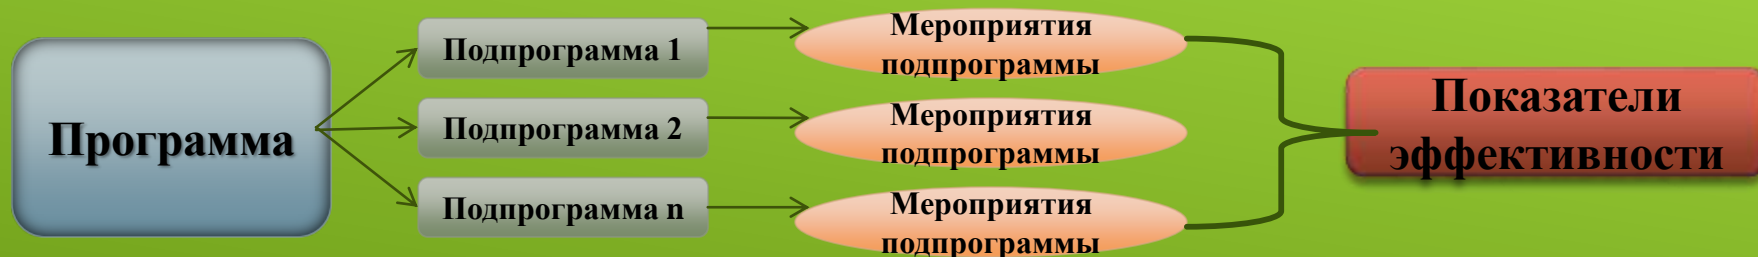 Программа
Подпрограмма 1
Подпрограмма 2
Подпрограмма n
Мероприятия
подпрограммы
Мероприятия
подпрограммы
Мероприятия
подпрограммы
Показатели
эффективности